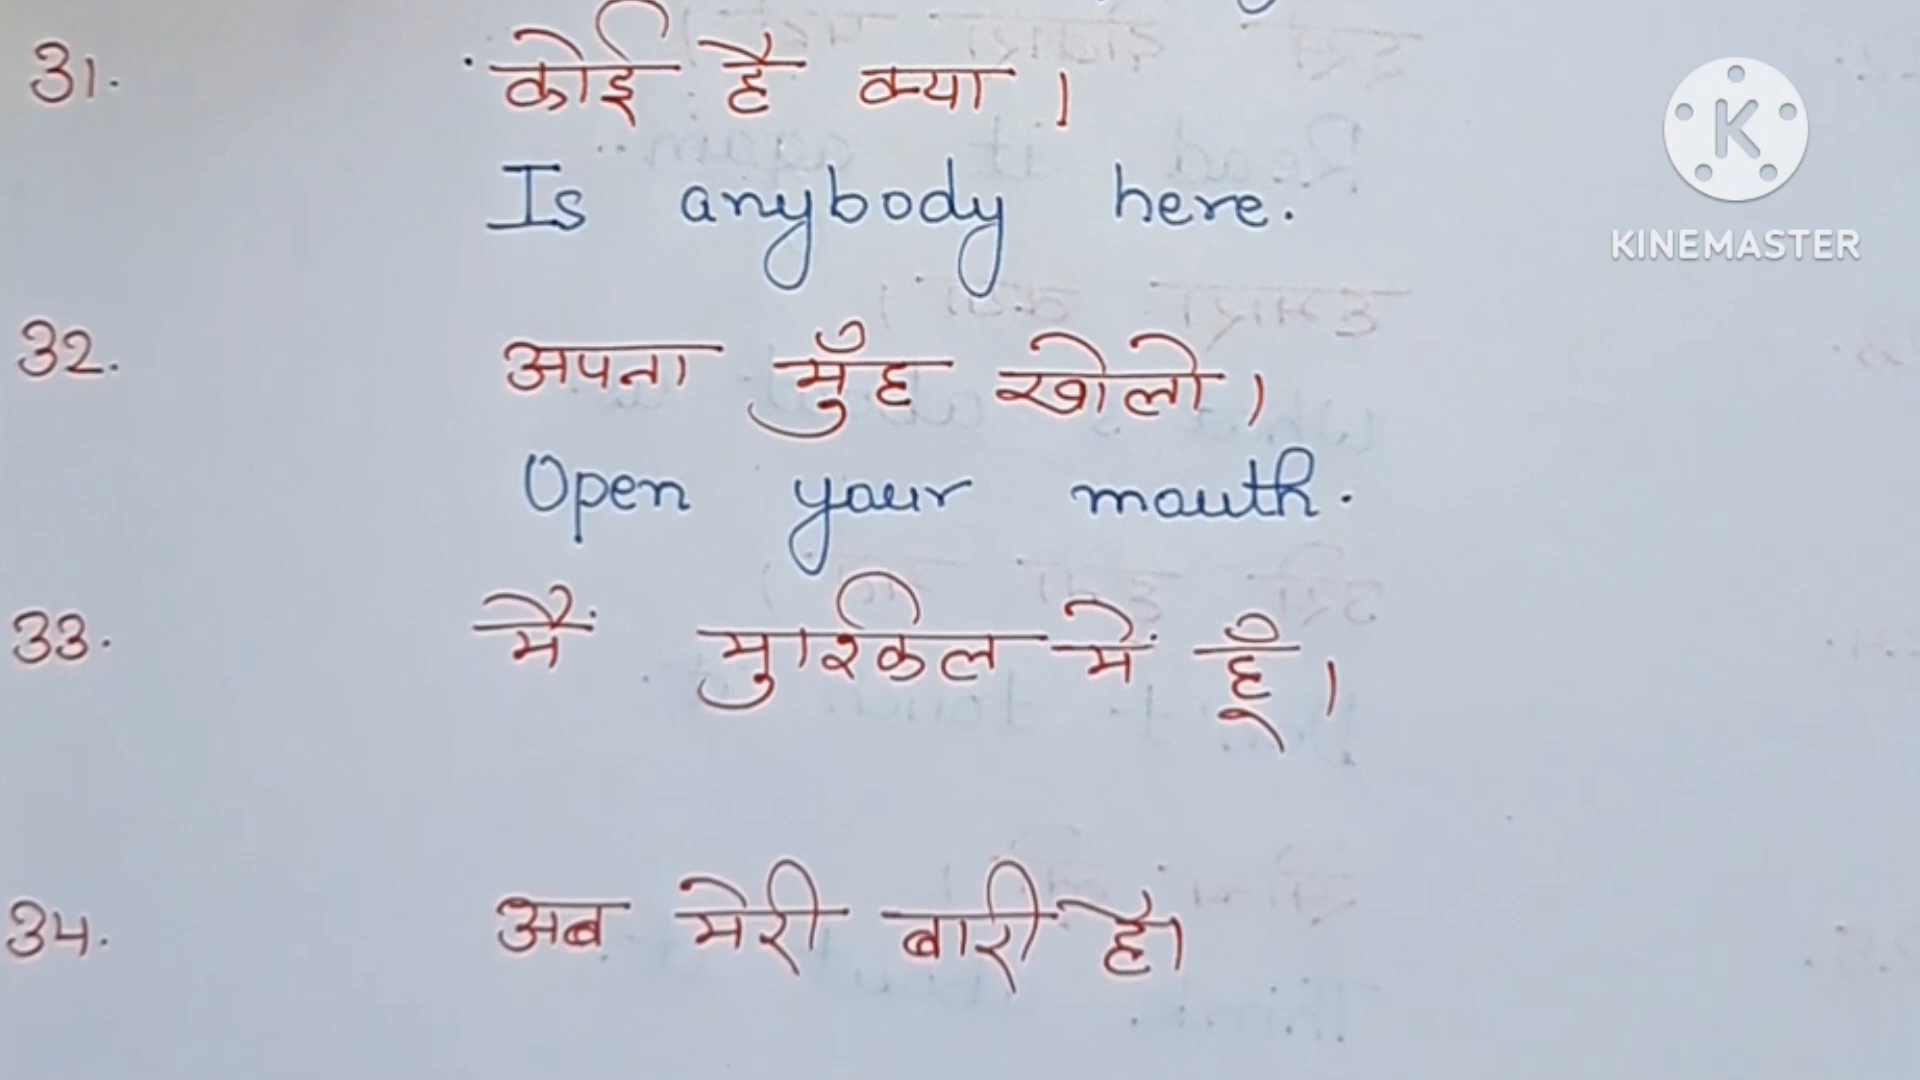 31. कोई है क्या ।
Is anybody here.
32. अपना मुँह खोलो ।
Open your mouth.
33. मैं मुश्किल में हूँ ।
34. अब मेरी बारी है।
K
KINEMASTER